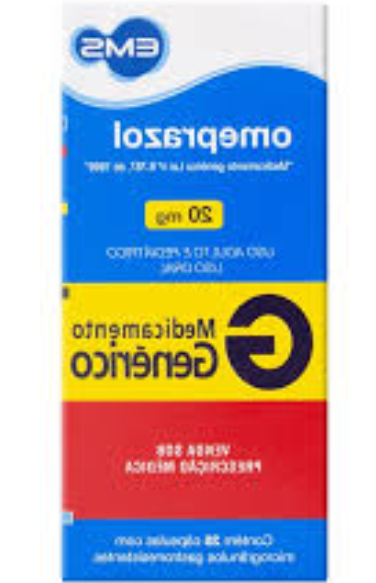 EMS
omeprazol
"Medicamento genérico Lei nº 9.787, de 1999"
20 mg
USO ADULTO E PEDIÁTRICO
USO ORAL
G
Medicamento
Genérico
VENDA SOB
PRESCRIÇÃO MÉDICA
Contém 28 cápsulas com
microgrânulos gastrorresistentes